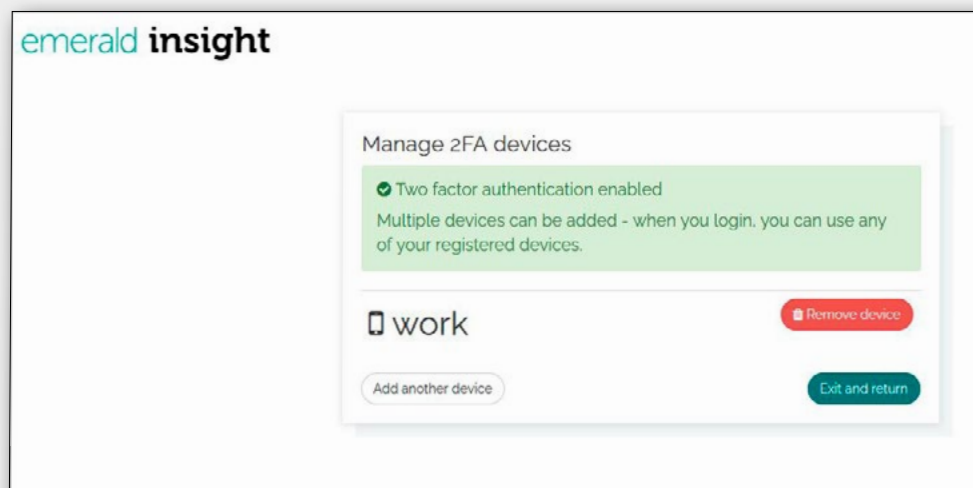 emerald insight
Manage 2FA devices
Two factor authentication enabled
Multiple devices can be added - when you login, you can use any
of your registered devices.
work
Remove device
Add another device
Exit and return